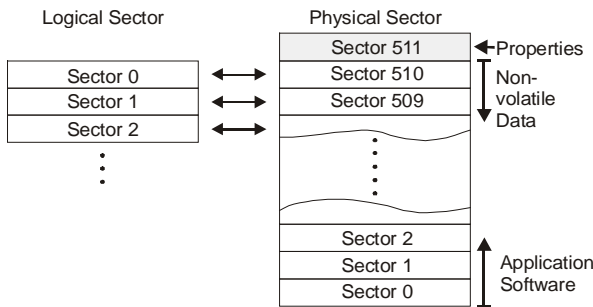 Logical Sector
Physical Sector
Sector 511
Properties
Sector 0
Sector 510
Non-
volatile
Data
Sector 1
Sector 509
Sector 2
Sector 2
Sector 1
Sector 0
Application
Software